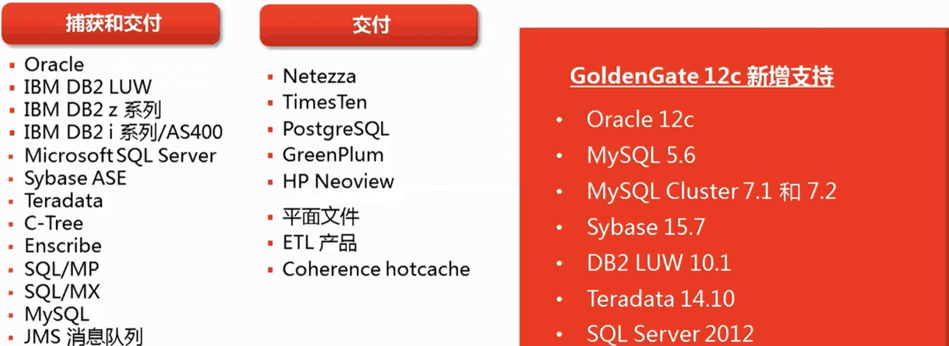 捕获和交付
Oracle
IBM DB2 LUW
IBM DB2 z 系列
IBM DB2 i 系列/AS400
Microsoft SQL Server
Sybase ASE
Teradata
C-Tree
Enscribe
SQL/MP
SQL/MX
MySQL
JMS 消息队列
交付
Netezza
TimesTen
PostgreSQL
GreenPlum
HP Neoview
平面文件
ETL 产品
Coherence hotcache
GoldenGate 12c 新增支持
Oracle 12c
MySQL 5.6
MySQL Cluster 7.1 和 7.2
Sybase 15.7
DB2 LUW 10.1
Teradata 14.10
SQL Server 2012